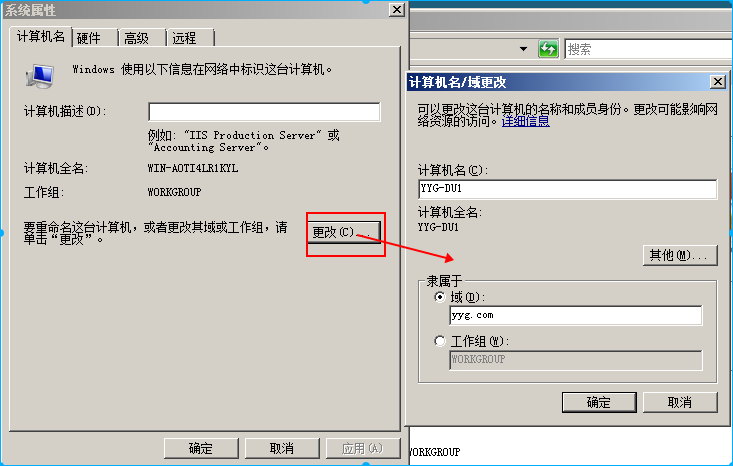 系统属性
计算机名 硬件 高级 远程
Windows 使用以下信息在网络中标识这台计算机。
计算机描述(D):
例如: "IIS Production Server" 或
"Accounting Server"。
计算机全名: WIN-AOTI4LR1KYL
工作组: WORKGROUP
要重命名这台计算机，或者更改其域或工作组，请
单击“更改”。
更改(C)...
确定 取消 应用(A)
搜索
计算机名/域更改
可以更改这台计算机的名称和成员身份。更改可能影响网
络资源的访问。详细信息
计算机名(C):
YYG-DU1
计算机全名:
YYG-DU1
其他(M)...
隶属于
域(D):
yyg.com
工作组(W):
WORKGROUP
确定 取消
WORKGROUP